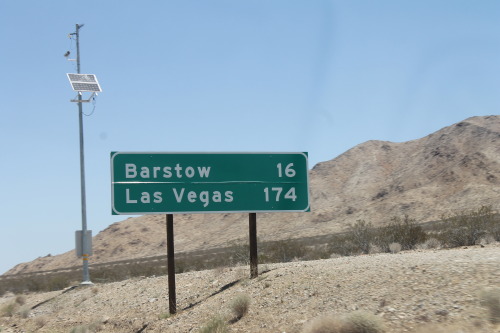 Barstow 16
Las Vegas 174